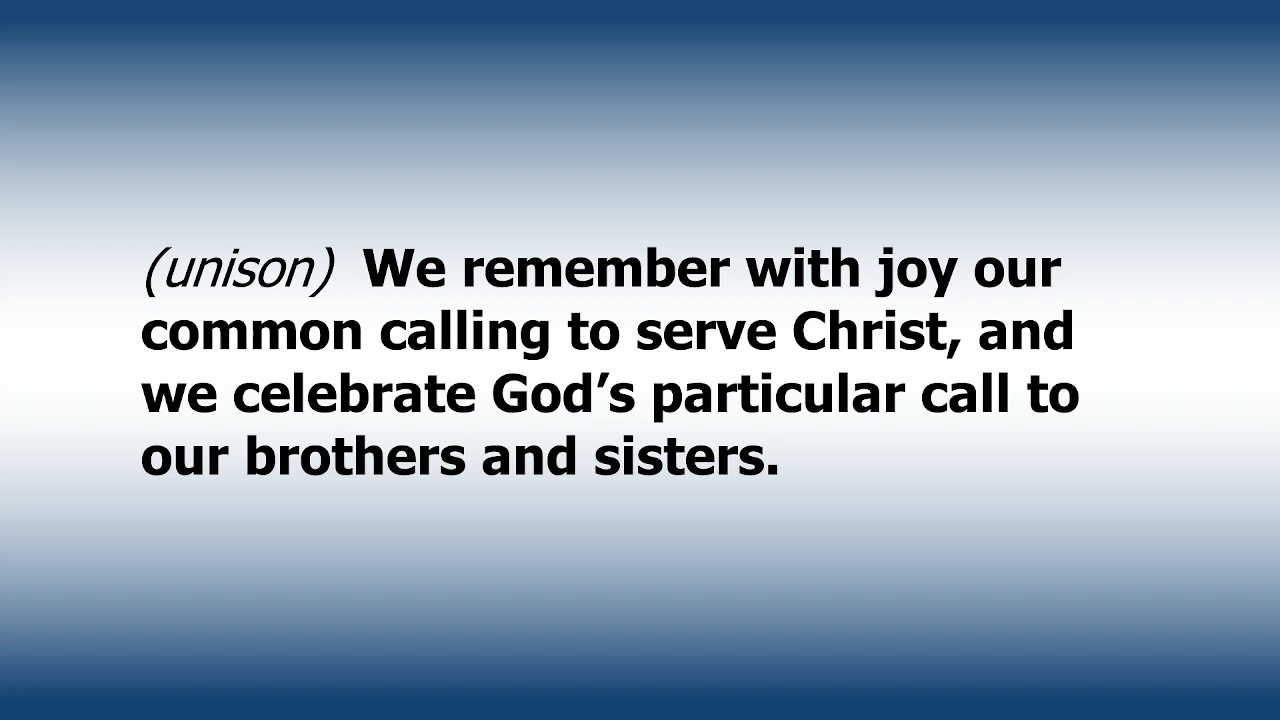 (unison) We remember with joy our
common calling to serve Christ, and
we celebrate God’s particular call to
our brothers and sisters.